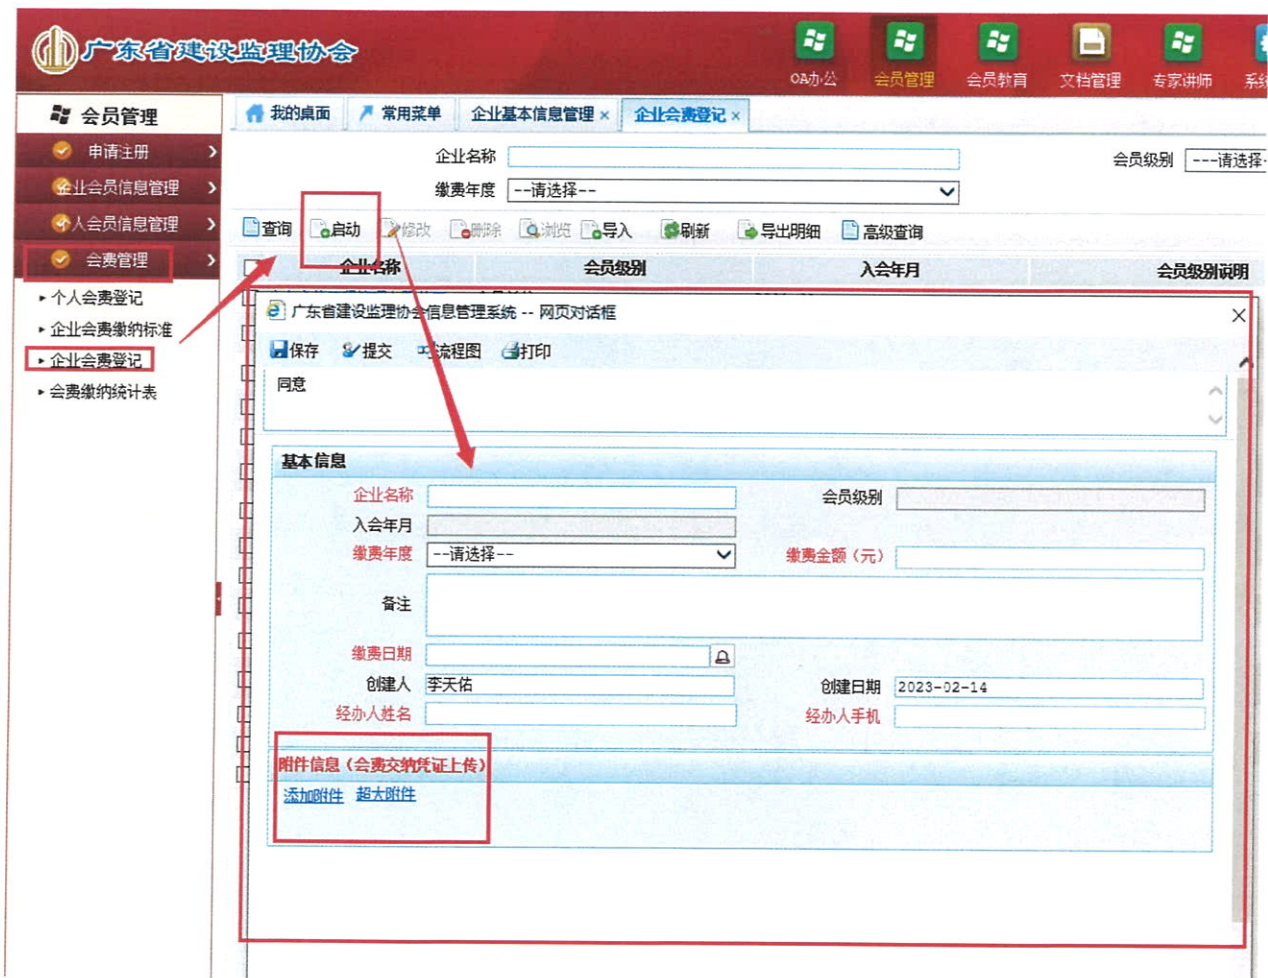 广东省建设监理协会
OA办公 会员管理 会员教育 文档管理 专家讲师 系统
会员管理
我的桌面 常用菜单 企业基本信息管理 × 企业会费登记 ×
申请注册
企业会员信息管理
个人会员信息管理
会费管理
个人会费登记
企业会费缴纳标准
企业会费登记
会费缴纳统计表
企业名称 会员级别 ---请选择-
缴费年度 --请选择--
查询 启动 修改 删除 浏览 导入 刷新 导出明细 高级查询
企业名称 会员级别 入会年月 会员级别说明
广东省建设监理协会信息管理系统 -- 网页对话框
保存 提交 流程图 打印
同意
基本信息
企业名称 会员级别
入会年月
缴费年度 --请选择-- 缴费金额（元）
备注
缴费日期
创建人 李天佑 创建日期 2023-02-14
经办人姓名 经办人手机
附件信息（会费交纳凭证上传）
添加附件 超大附件